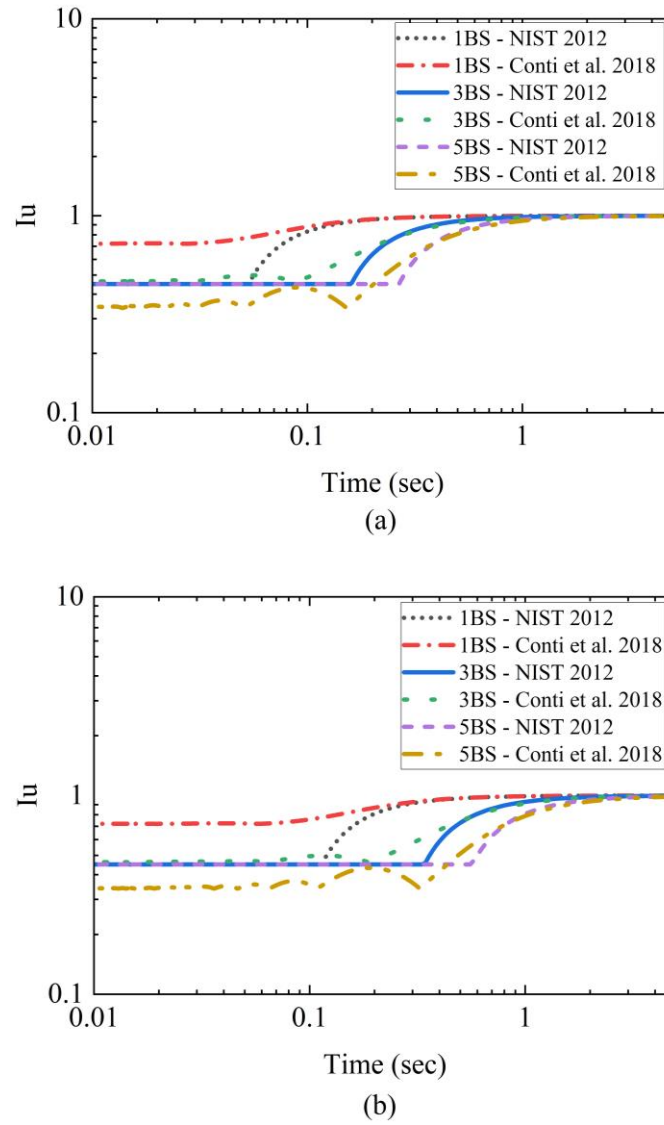 10
1BS - NIST 2012
1BS - Conti et al. 2018
3BS - NIST 2012
3BS - Conti et al. 2018
5BS - NIST 2012
5BS - Conti et al. 2018
Iu
1
0.1
0.01
0.1
1
Time (sec)
(a)
10
1BS - NIST 2012
1BS - Conti et al. 2018
3BS - NIST 2012
3BS - Conti et al. 2018
5BS - NIST 2012
5BS - Conti et al. 2018
Iu
1
0.1
0.01
0.1
1
Time (sec)
(b)